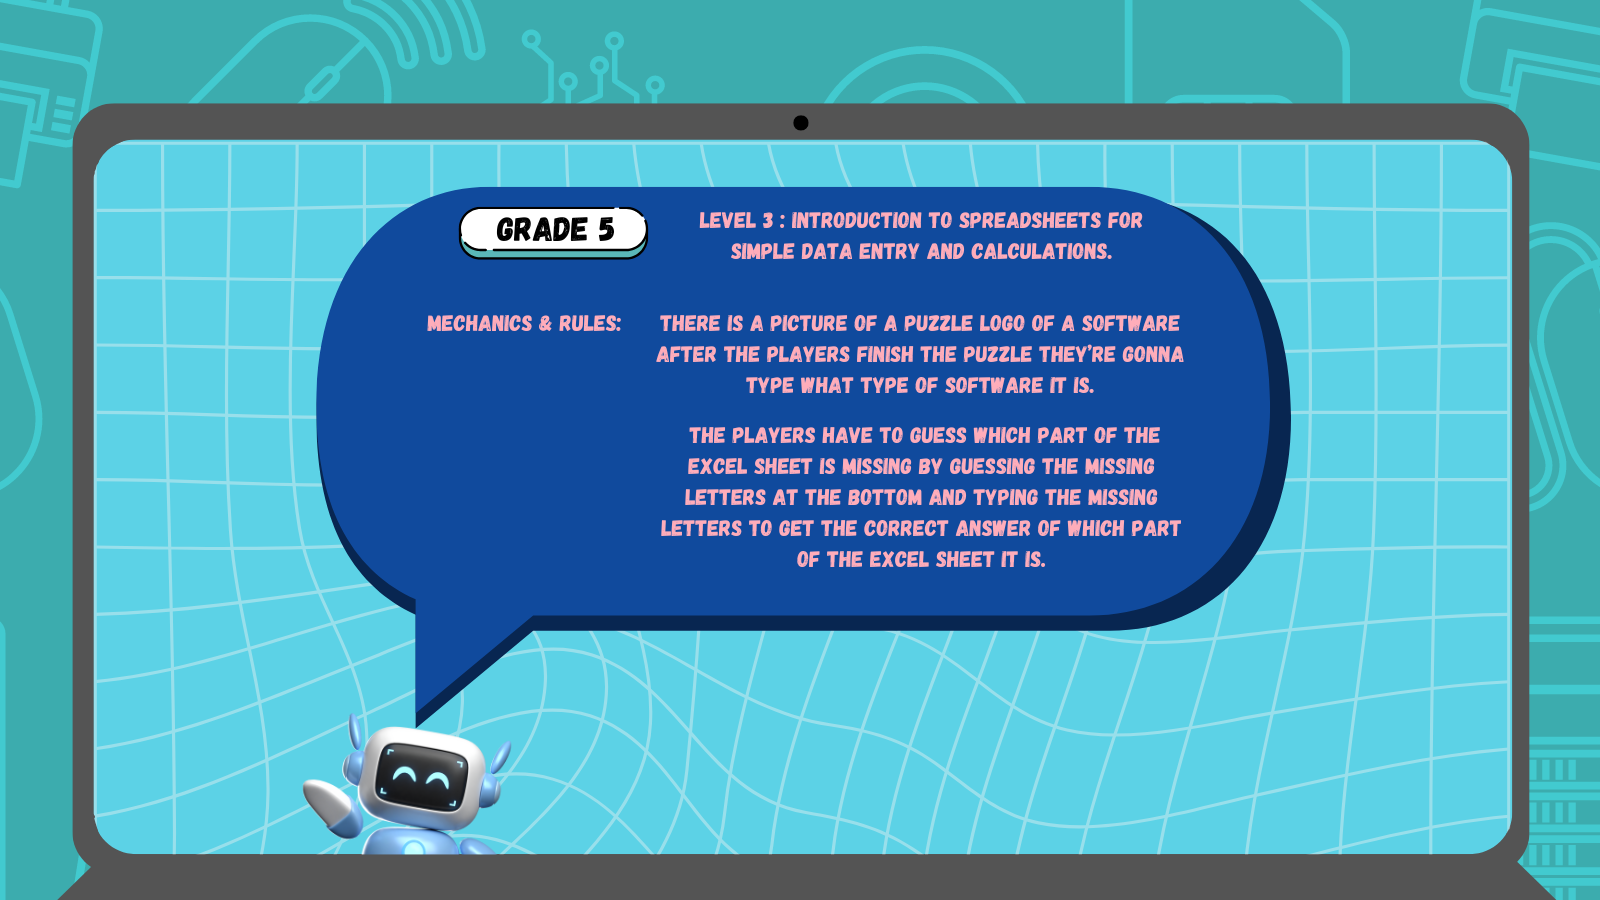 GRADE 5
LEVEL 3 : INTRODUCTION TO SPREADSHEETS FOR
SIMPLE DATA ENTRY AND CALCULATIONS.
MECHANICS & RULES:
THERE IS A PICTURE OF A PUZZLE LOGO OF A SOFTWARE
AFTER THE PLAYERS FINISH THE PUZZLE THEY'RE GONNA
TYPE WHAT TYPE OF SOFTWARE IT IS.
THE PLAYERS HAVE TO GUESS WHICH PART OF THE
EXCEL SHEET IS MISSING BY GUESSING THE MISSING
LETTERS AT THE BOTTOM AND TYPING THE MISSING
LETTERS TO GET THE CORRECT ANSWER OF WHICH PART
OF THE EXCEL SHEET IT IS.